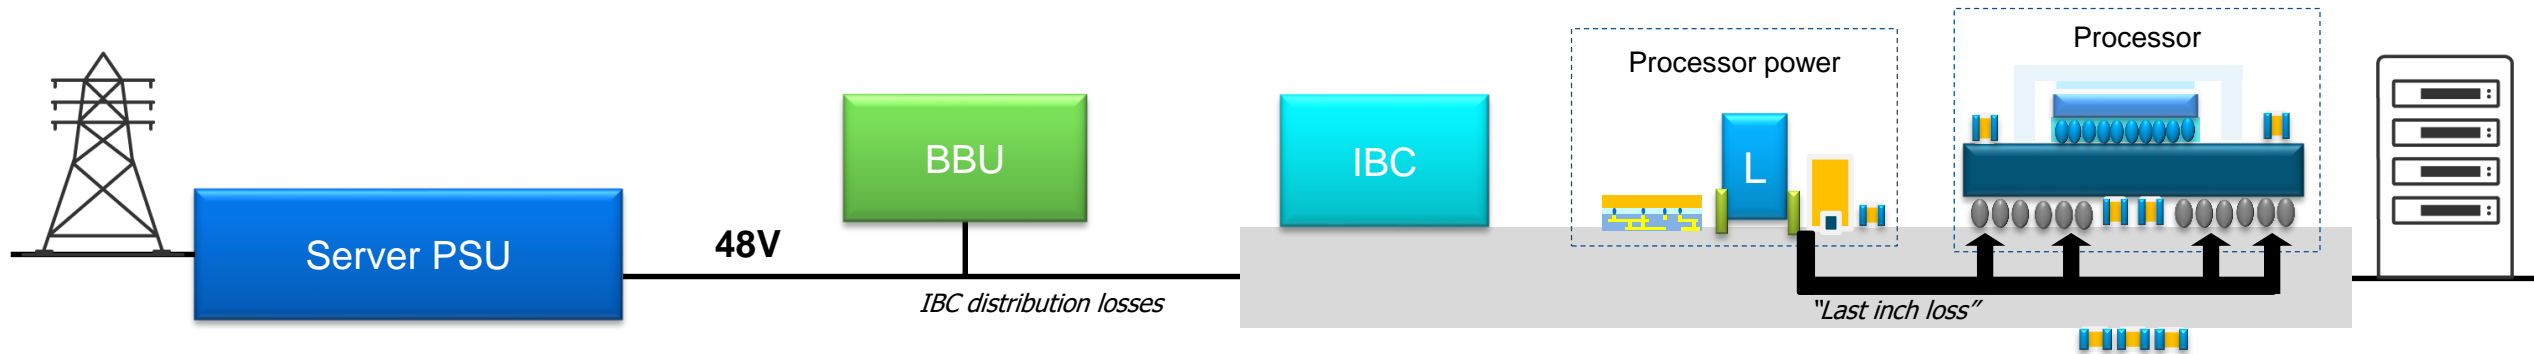 Server PSU
48V
BBU
IBC distribution losses
IBC
Processor power
L
"Last inch loss"
Processor